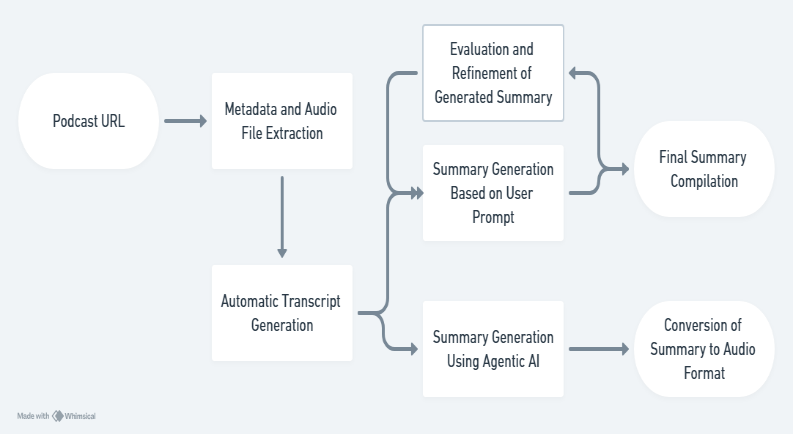 Podcast URL
Metadata and Audio
File Extraction
Automatic Transcript
Generation
Evaluation and
Refinement of
Generated Summary
Summary Generation
Based on User
Prompt
Summary Generation
Using Agentic AI
Final Summary
Compilation
Conversion of
Summary to Audio
Format
Made with Whimsical